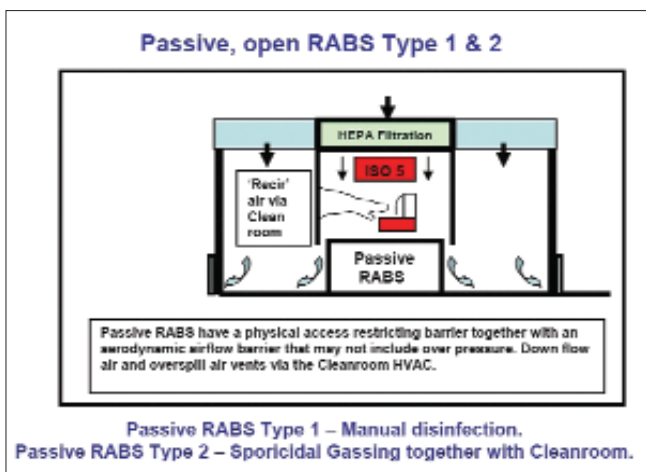 Passive, open RABS Type 1 & 2
HEPA Filtration
ISO 5
'Recir'
air via
Clean
room
Passive
RABS
Passive RABS have a physical access restricting barrier together with an
aerodynamic airflow barrier that may not include over pressure. Down flow
air and overspill air vents via the Cleanroom HVAC.
Passive RABS Type 1 – Manual disinfection.
Passive RABS Type 2 – Sporicidal Gassing together with Cleanroom.